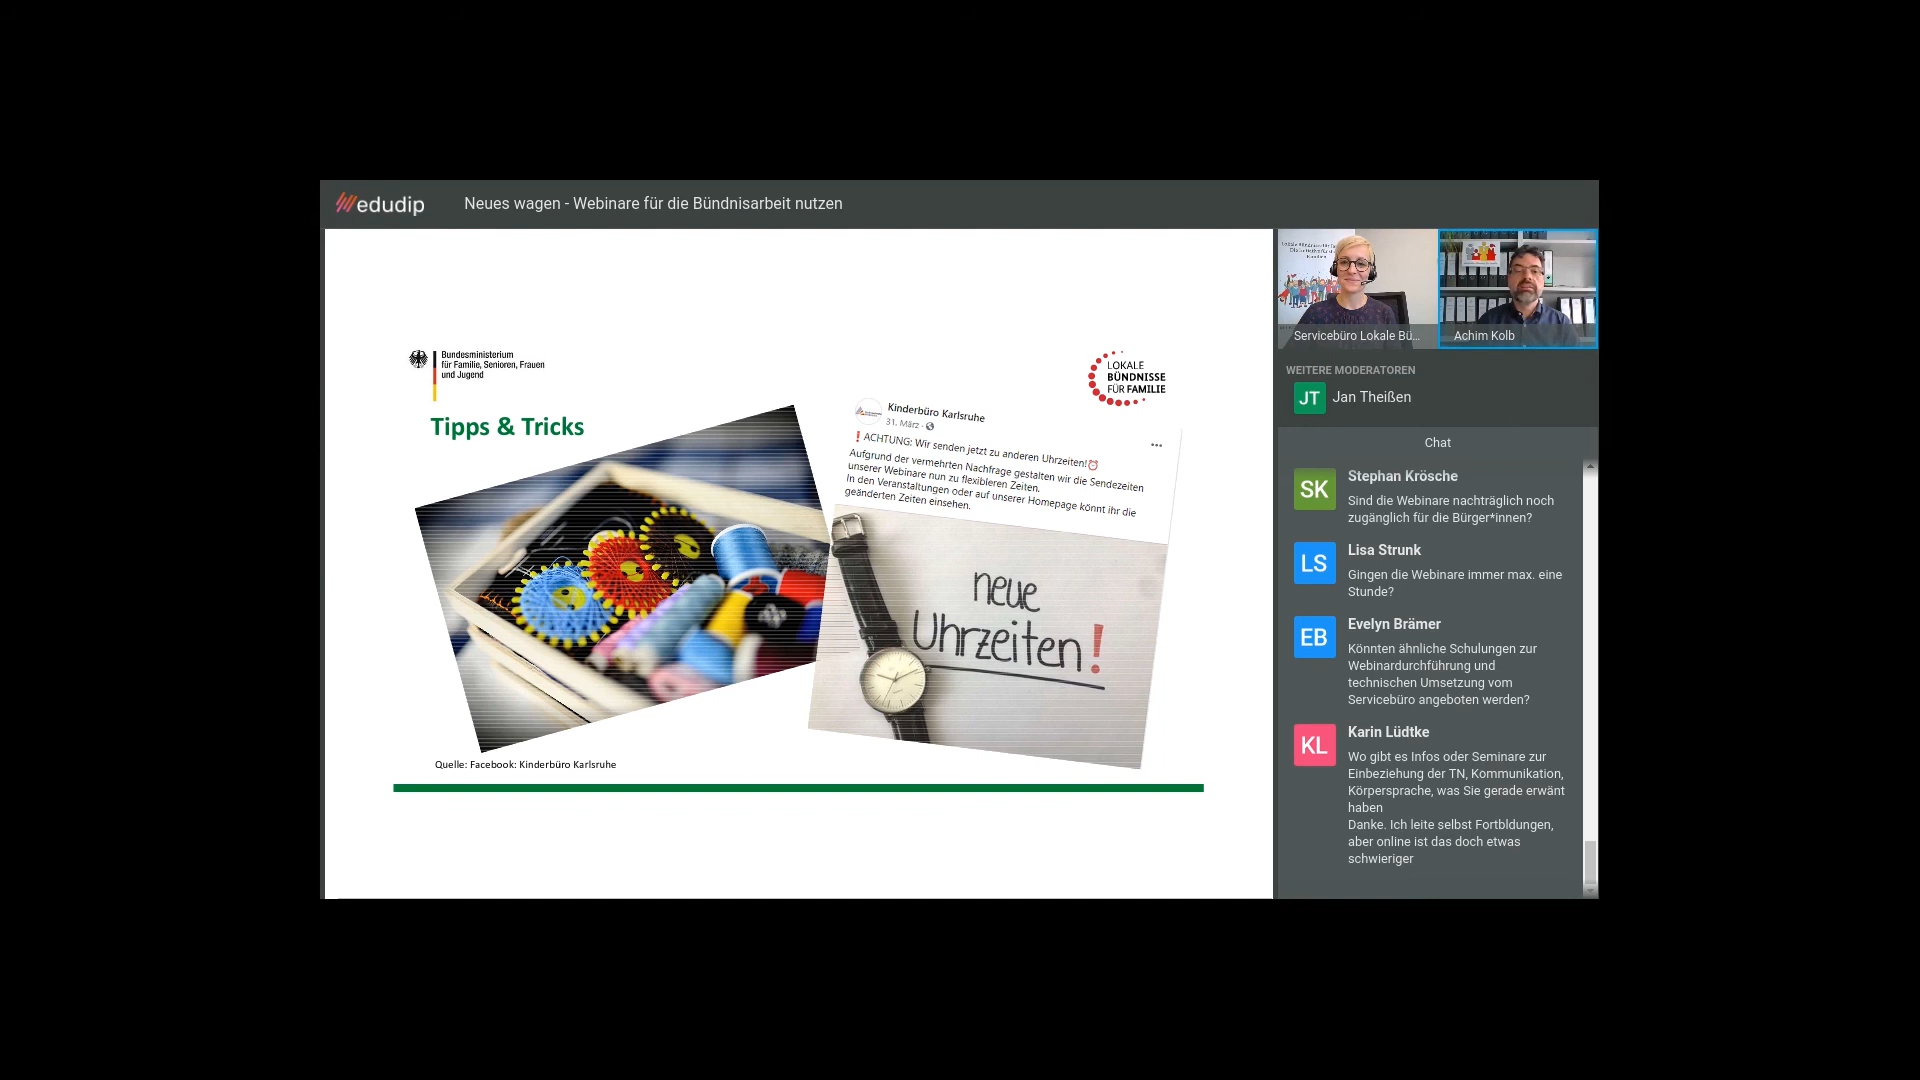 edudip
Neues wagen - Webinare für die Bündnisarbeit nutzen
Bundesministerium
für Familie, Senioren, Frauen
und Jugend
LOKALE
BÜNDNISSE
FÜR FAMILIE
Tipps & Tricks
Kinderbüro Karlsruhe
31. März ·
❗ACHTUNG: Wir senden jetzt zu anderen Uhrzeiten!⏰
Aufgrund der vermehrten Nachfrage gestalten wir die Sendezeiten
unserer Webinare nun zu flexibleren Zeiten.
In den Veranstaltungen oder auf unserer Homepage könnt ihr die
geänderten Zeiten einsehen.
neue
Uhrzeiten!
Quelle: Facebook: Kinderbüro Karlsruhe
Servicebüro Lokale Bü...
Achim Kolb
WEITERE MODERATOREN
JT Jan Theißen
Chat
SK Stephan Krösche
Sind die Webinare nachträglich noch
zugänglich für die Bürger*innen?
LS Lisa Strunk
Gingen die Webinare immer max. eine
Stunde?
EB Evelyn Brämer
Könnten ähnliche Schulungen zur
Webinardurchführung und
technischen Umsetzung vom
Servicebüro angeboten werden?
KL Karin Lüdtke
Wo gibt es Infos oder Seminare zur
Einbeziehung der TN, Kommunikation,
Körpersprache, was Sie gerade erwänt
haben
Danke. Ich leite selbst Fortbldungen,
aber online ist das doch etwas
schwieriger